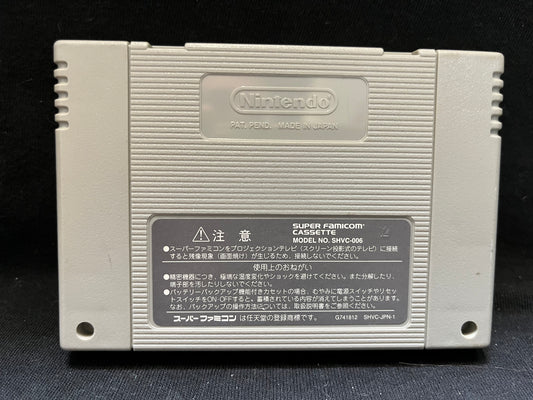 Nintendo
PAT. PEND. MADE IN JAPAN
⚠注意
SUPER FAMICOM
CASSETTE
MODEL NO. SHVC-006
●スーパーファミコンをプロジェクションテレビ(スクリーン投影式のテレビ)に接続
すると残像現象(画面焼け)が生じるため、接続しないでください。
使用上のおねがい
●精密機器につき、極端な温度変化やショックを避けてください。また分解したり、
端子部を汚したりしないでください。
●バッテリーバックアップ機能付きカセットの場合、むやみに電源スイッチやリセ
ットスイッチをON·OFFすると、蓄積されている内容が消えてしまうことがあります。
なお、バックアップの操作方法については、取扱説明書をご参照ください。
スーパーファミコンは任天堂の登録商標です。
G741812 SHVC-JPN-1